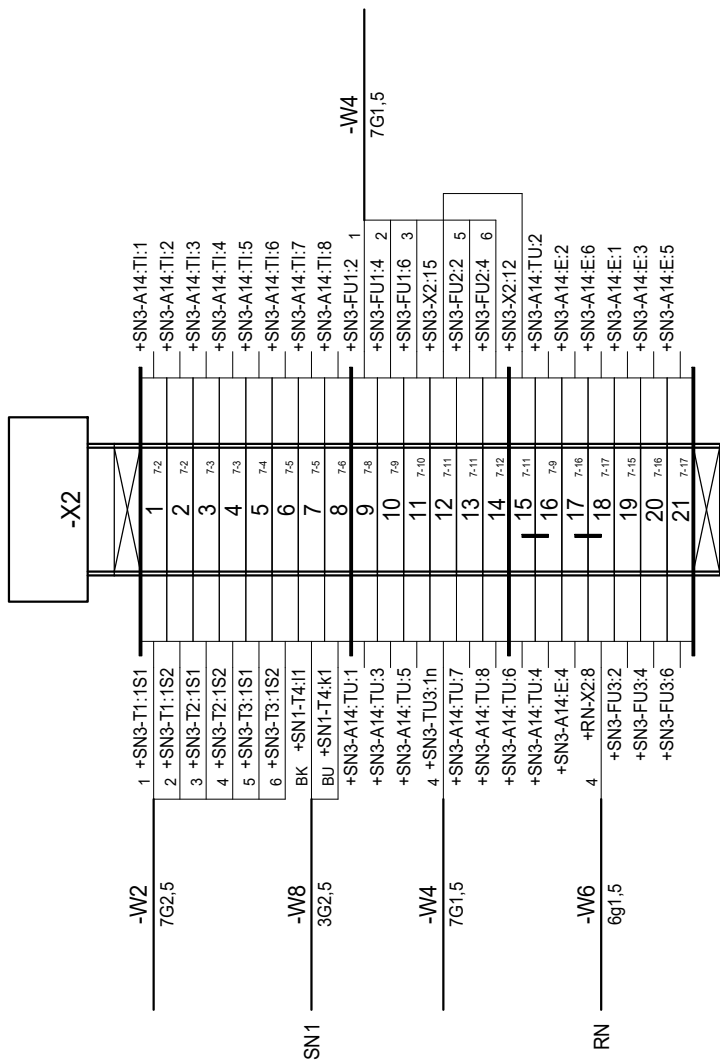 -X2
-W2
7G2,5
1 +SN3-T1::1S1 1 7-2 +SN3-A14:TI:1
2 +SN3-T1::1S2 2 7-2 +SN3-A14:TI:2
3 +SN3-T2::1S1 3 7-3 +SN3-A14:TI:3
4 +SN3-T2::1S2 4 7-3 +SN3-A14:TI:4
5 +SN3-T3::1S1 5 7-4 +SN3-A14:TI:5
6 +SN3-T3::1S2 6 7-5 +SN3-A14:TI:6
SN1
-W8
3G2,5
BK +SN1-T4:l1 7 7-5 +SN3-A14:TI:7
BU +SN1-T4:k1 8 7-6 +SN3-A14:TI:8
-W4
7G1,5
+SN3-A14:TU:1 9 7-8 +SN3-FU1:2 1
+SN3-A14:TU:3 10 7-9 +SN3-FU1:4 2
+SN3-A14:TU:5 11 7-10 +SN3-FU1:6 3
-W4
7G1,5
4 +SN3-TU3:1n 12 7-11 +SN3-X2:15
+SN3-A14:TU:7 13 7-11 +SN3-FU2:2 5
+SN3-A14:TU:8 14 7-12 +SN3-FU2:4 6
+SN3-A14:TU:6 15 7-11 +SN3-X2:12
+SN3-A14:TU:4 16 7-9 +SN3-A14:TU:2
+SN3-A14:E:4 17 7-16 +SN3-A14:E:2
RN
-W6
6g1,5
4 +RN-X2:8 18 7-17 +SN3-A14:E:6
+SN3-FU3:2 19 7-15 +SN3-A14:E:1
+SN3-FU3:4 20 7-16 +SN3-A14:E:3
+SN3-FU3:6 21 7-17 +SN3-A14:E:5